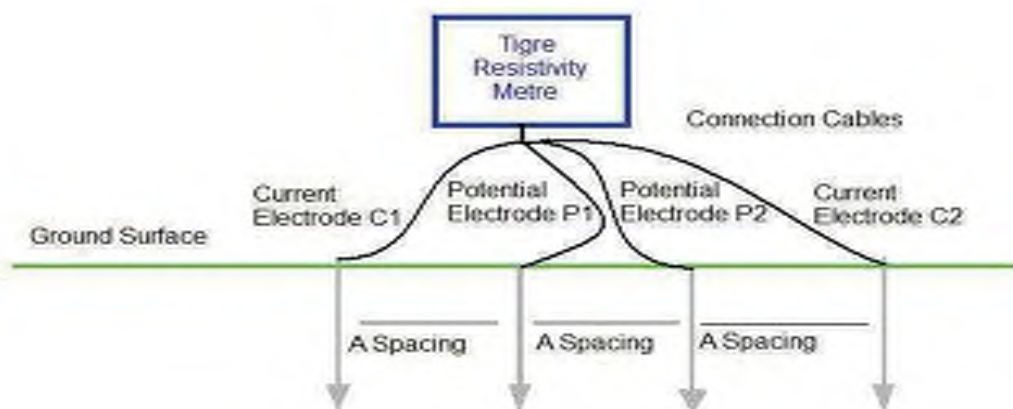 Tigre
Resistivity
Metre
Connection Cables
Current
Electrode C1
Potential
Electrode P1
Potential
Electrode P2
Current
Electrode C2
Ground Surface
A Spacing
A Spacing
A Spacing